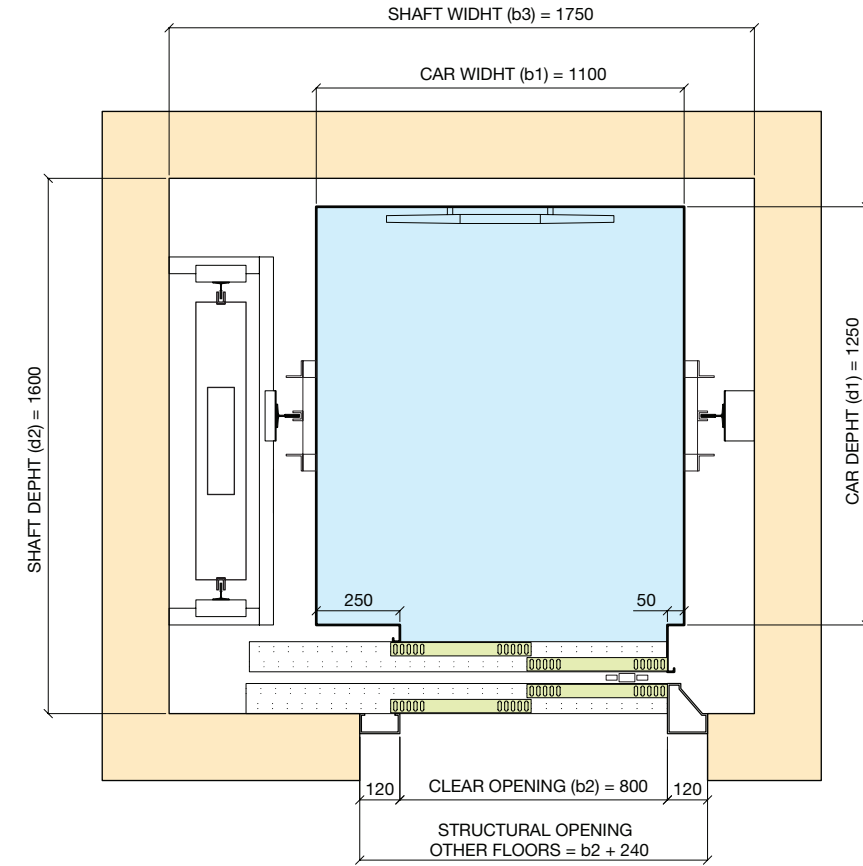 SHAFT WIDHT (b3) = 1750
CAR WIDHT (b1) = 1100
SHAFT DEPHT (d2) = 1600
CAR DEPHT (d1) = 1250
250
50
120
CLEAR OPENING (b2) = 800
120
STRUCTURAL OPENING
OTHER FLOORS = b2 + 240